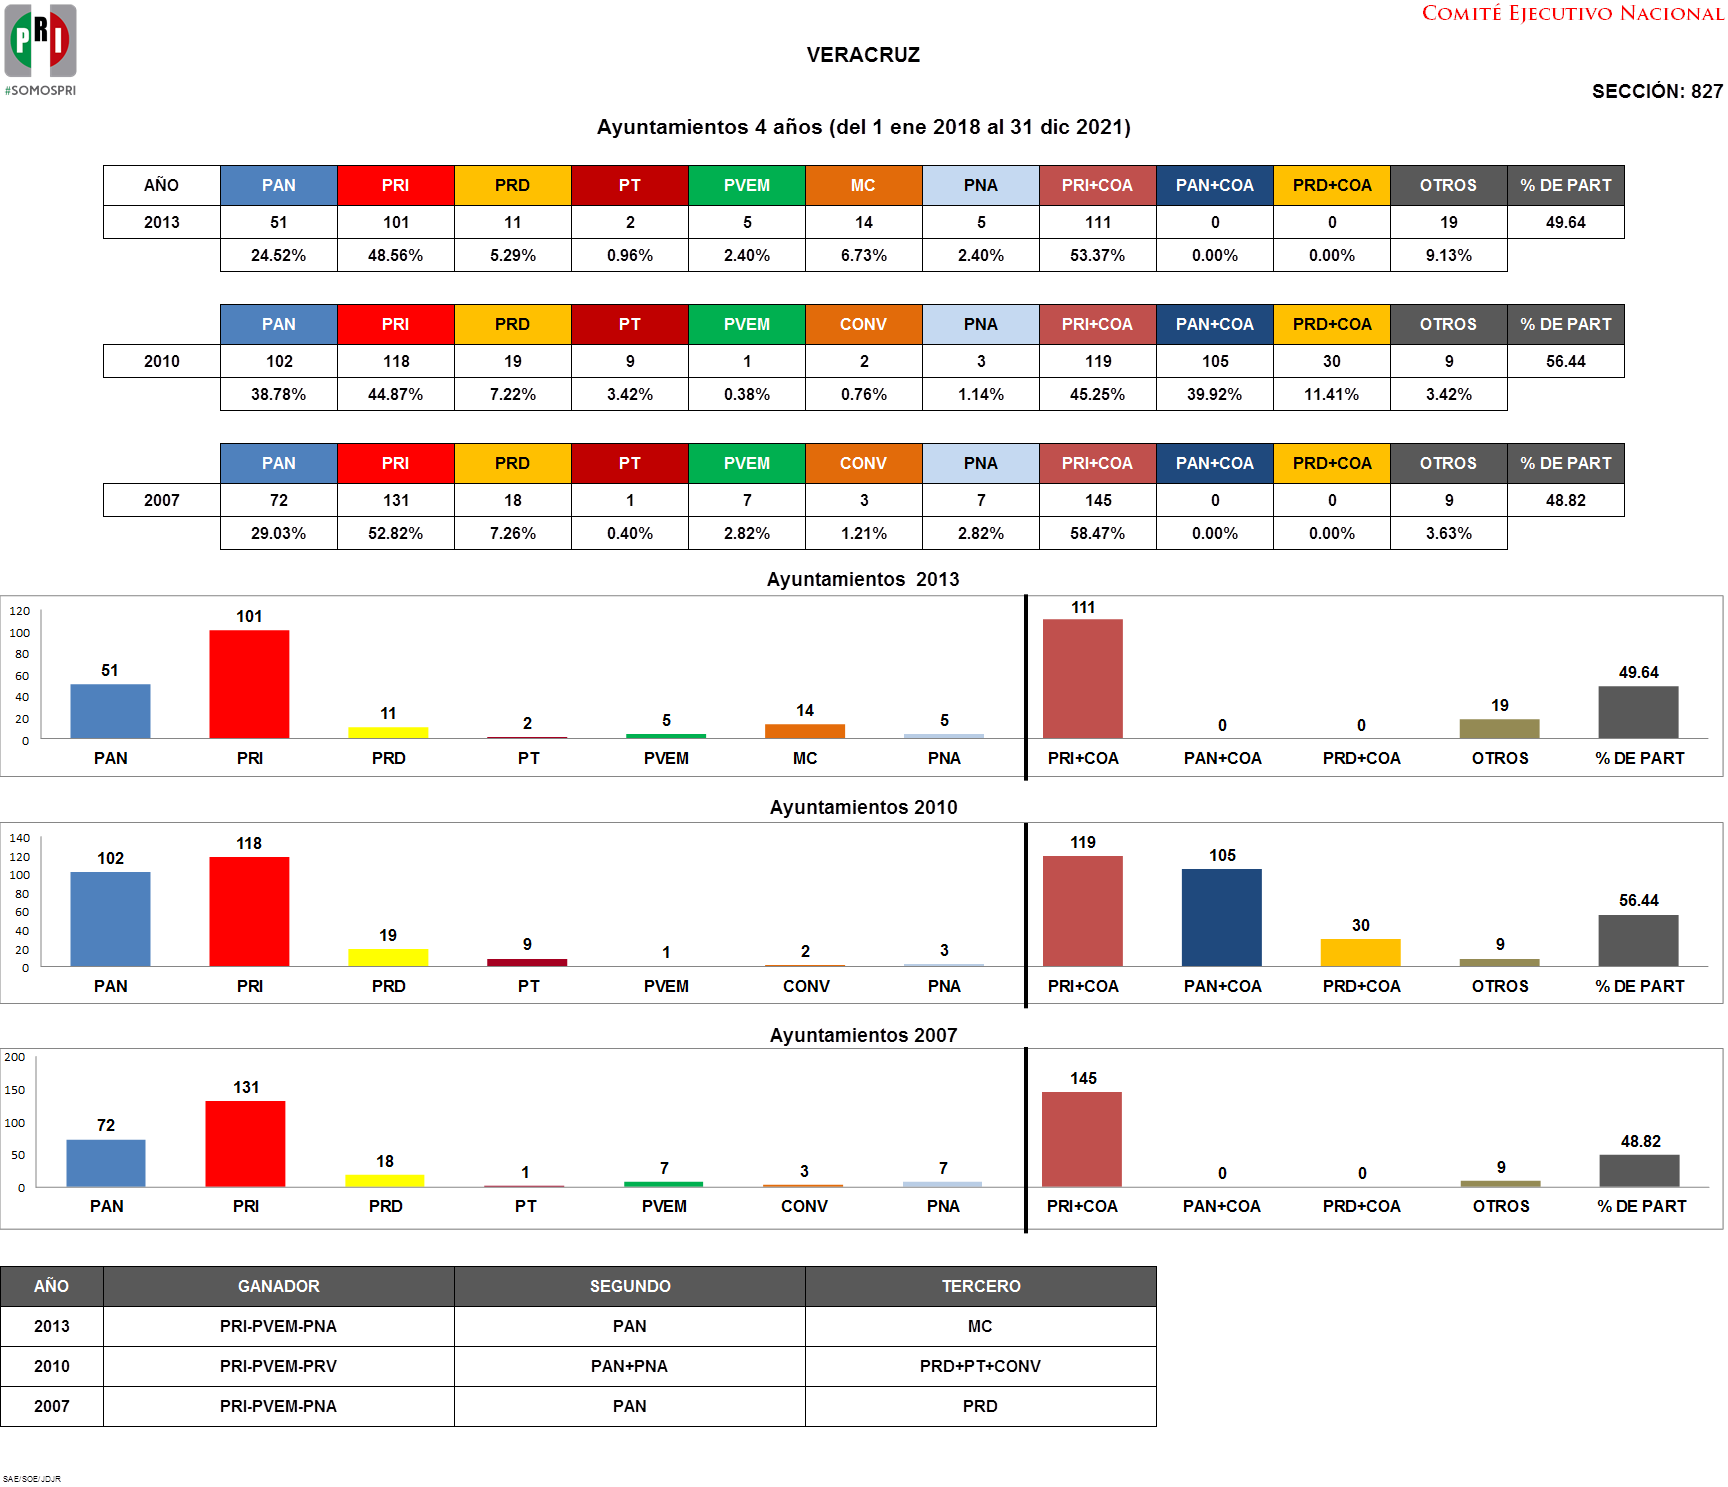 PRI
#SOMOSPRI
COMITÉ EJECUTIVO NACIONAL
VERACRUZ
SECCIÓN: 827
Ayuntamientos 4 años (del 1 ene 2018 al 31 dic 2021)
AÑO PAN PRI PRD PT PVEM MC PNA PRI+COA PAN+COA PRD+COA OTROS % DE PART
2013 51 101 11 2 5 14 5 111 0 0 19 49.64
24.52% 48.56% 5.29% 0.96% 2.40% 6.73% 2.40% 53.37% 0.00% 0.00% 9.13%
PAN PRI PRD PT PVEM CONV PNA PRI+COA PAN+COA PRD+COA OTROS % DE PART
2010 102 118 19 9 1 2 3 119 105 30 9 56.44
38.78% 44.87% 7.22% 3.42% 0.38% 0.76% 1.14% 45.25% 39.92% 11.41% 3.42%
PAN PRI PRD PT PVEM CONV PNA PRI+COA PAN+COA PRD+COA OTROS % DE PART
2007 72 131 18 1 7 3 7 145 0 0 9 48.82
29.03% 52.82% 7.26% 0.40% 2.82% 1.21% 2.82% 58.47% 0.00% 0.00% 3.63%
Ayuntamientos 2013
120
100
80
60
40
20
0
51 101 11 2 5 14 5 111 0 0 19 49.64
PAN PRI PRD PT PVEM MC PNA PRI+COA PAN+COA PRD+COA OTROS % DE PART
Ayuntamientos 2010
140
120
100
80
60
40
20
0
102 118 19 9 1 2 3 119 105 30 9 56.44
PAN PRI PRD PT PVEM CONV PNA PRI+COA PAN+COA PRD+COA OTROS % DE PART
Ayuntamientos 2007
200
150
100
50
0
72 131 18 1 7 3 7 145 0 0 9 48.82
PAN PRI PRD PT PVEM CONV PNA PRI+COA PAN+COA PRD+COA OTROS % DE PART
AÑO GANADOR SEGUNDO TERCERO
2013 PRI-PVEM-PNA PAN MC
2010 PRI-PVEM-PRV PAN+PNA PRD+PT+CONV
2007 PRI-PVEM-PNA PAN PRD
SAE/SOE/JDJR